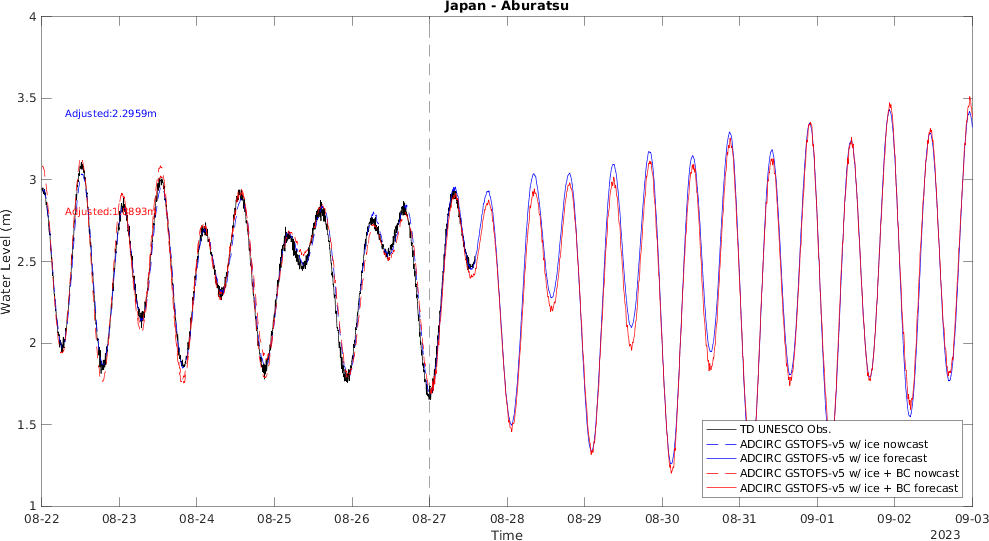 Japan - Aburatsu
4
3.5
3
2.5
2
1.5
1
Water Level (m)
Adjusted:2.2959m
TD UNESCO Obs.
ADCIRC GSTOFS-v5 w/ ice nowcast
ADCIRC GSTOFS-v5 w/ ice forecast
ADCIRC GSTOFS-v5 w/ ice + BC nowcast
ADCIRC GSTOFS-v5 w/ ice + BC forecast
08-22 08-23 08-24 08-25 08-26 08-27 08-28 08-29 08-30 08-31 09-01 09-02 09-03
Time
2023